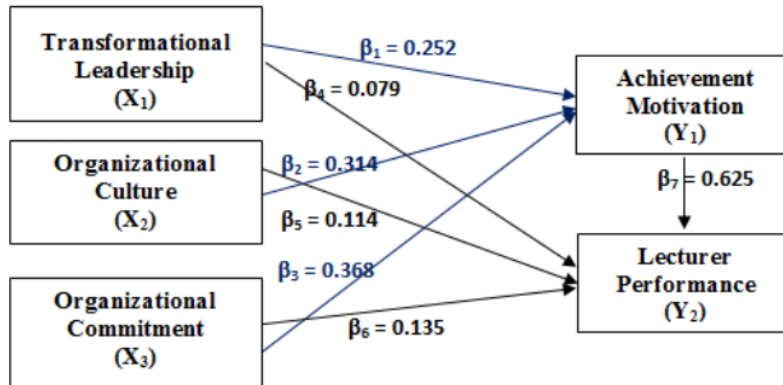 Transformational
Leadership
(X₁)
β₁ = 0.252
β₄ = 0.079
Achievement
Motivation
(Y₁)
Organizational
Culture
(X₂)
β₂ = 0.314
β₅ = 0.114
β₇ = 0.625
β₃ = 0.368
Lecturer
Performance
(Y₂)
Organizational
Commitment
(X₃)
β₆ = 0.135